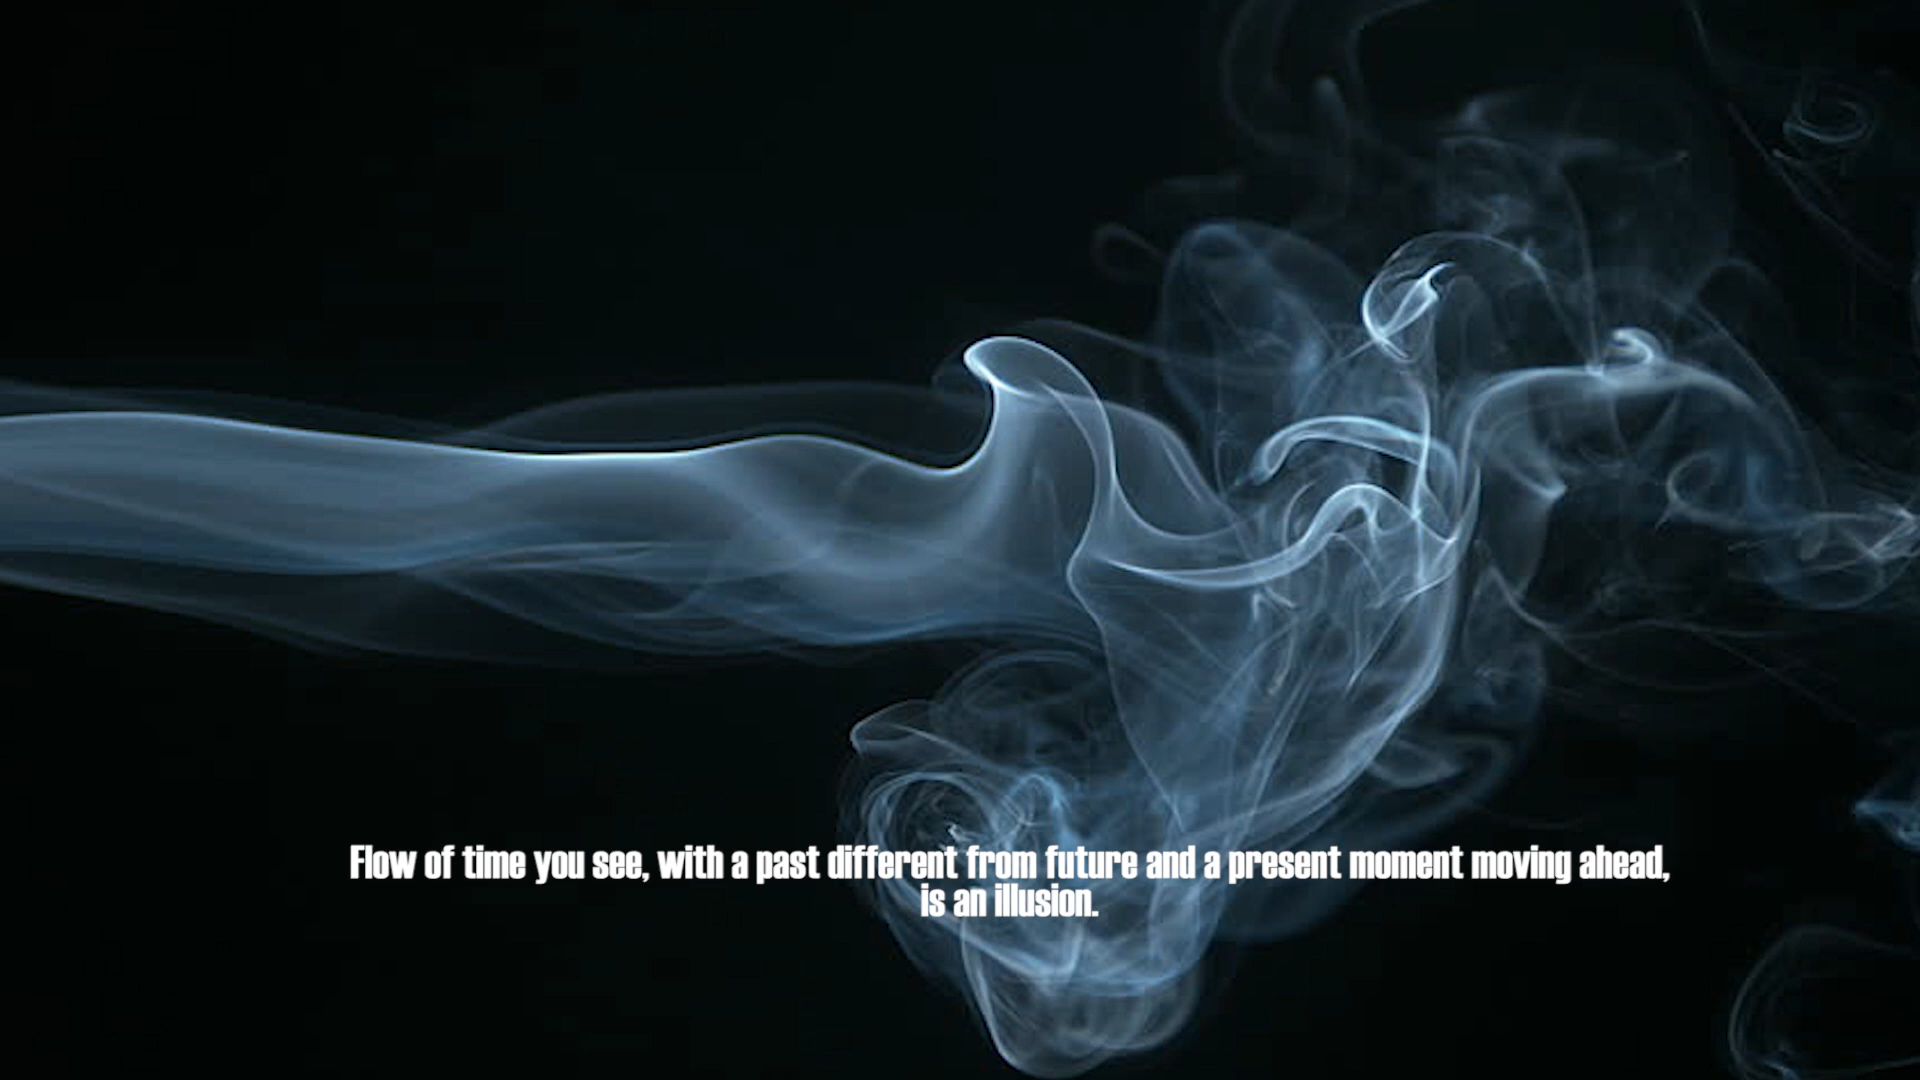 Flow of time you see, with a past different from future and a present moment moving ahead,
is an illusion.